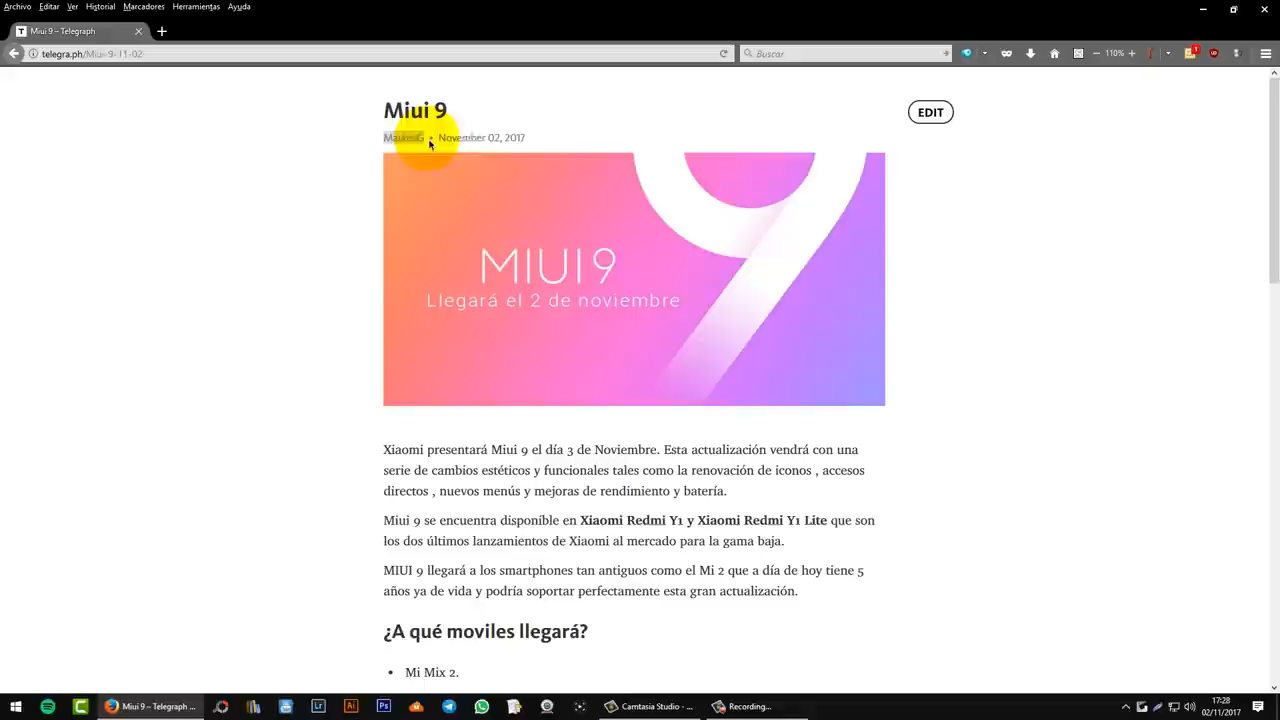 Archivo Editar Ver Historial Marcadores Herramientas Ayuda
Miui 9 – Telegraph
telegra.ph/Miui-9-11-02
Buscar
110%
1
Miui 9
EDIT
November 02, 2017
MIUI 9
Llegará el 2 de noviembre
Xiaomi presentará Miui 9 el día 3 de Noviembre. Esta actualización vendrá con una
serie de cambios estéticos y funcionales tales como la renovación de iconos , accesos
directos , nuevos menús y mejoras de rendimiento y batería.
Miui 9 se encuentra disponible en Xiaomi Redmi Y1 y Xiaomi Redmi Y1 Lite que son
los dos últimos lanzamientos de Xiaomi al mercado para la gama baja.
MIUI 9 llegará a los smartphones tan antiguos como el Mi 2 que a día de hoy tiene 5
años ya de vida y podría soportar perfectamente esta gran actualización.
¿A qué moviles llegará?
• Mi Mix 2.
Miui 9 – Telegraph ...
Camtasia Studio - ...
Recording...
17:28
02/11/2017